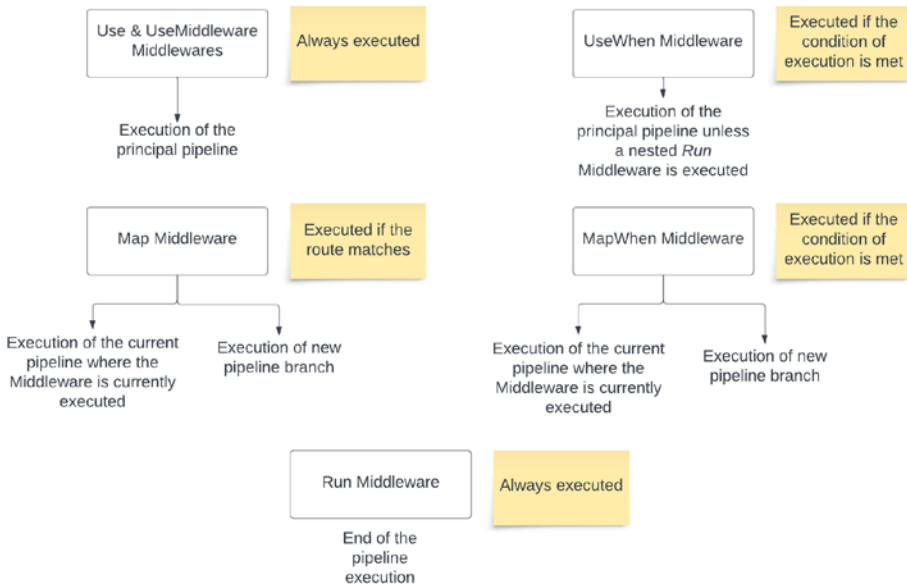 Use & UseMiddleware
Middlewares
Always executed
Execution of the
principal pipeline
UseWhen Middleware
Executed if the
condition of
execution is met
Execution of the
principal pipeline unless
a nested Run
Middleware is executed
Map Middleware
Executed if the
route matches
Execution of the current
pipeline where the
Middleware is currently
executed
Execution of new
pipeline branch
MapWhen Middleware
Executed if the
condition of
execution is met
Execution of the current
pipeline where the
Middleware is currently
executed
Execution of new
pipeline branch
Run Middleware
Always executed
End of the
pipeline
execution